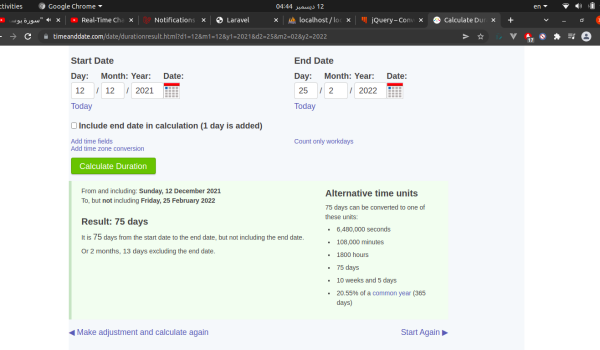 ctivities
Google Chrome
04:44 12 ديسمبر
en
Real-Time Cha
Notifications
Laravel
localhost / lo
jQuery – Con
Calculate Dur
timeanddate.com/date/durationresult.html?d1=12&m1=12&y1=2021&d2=25&m2=02&y2=2022
Start Date
End Date
Day: Month: Year: Date:
Day: Month: Year: Date:
12 / 12 / 2021
25 / 2 / 2022
Today
Today
Include end date in calculation (1 day is added)
Add time fields
Count only workdays
Add time zone conversion
Calculate Duration
From and including: Sunday, 12 December 2021
To, but not including Friday, 25 February 2022
Result: 75 days
It is 75 days from the start date to the end date, but not including the end date.
Or 2 months, 13 days excluding the end date.
Alternative time units
75 days can be converted to one of
these units:
6,480,000 seconds
108,000 minutes
1800 hours
75 days
10 weeks and 5 days
20.55% of a common year (365
days)
◀ Make adjustment and calculate again
Start Again ▶